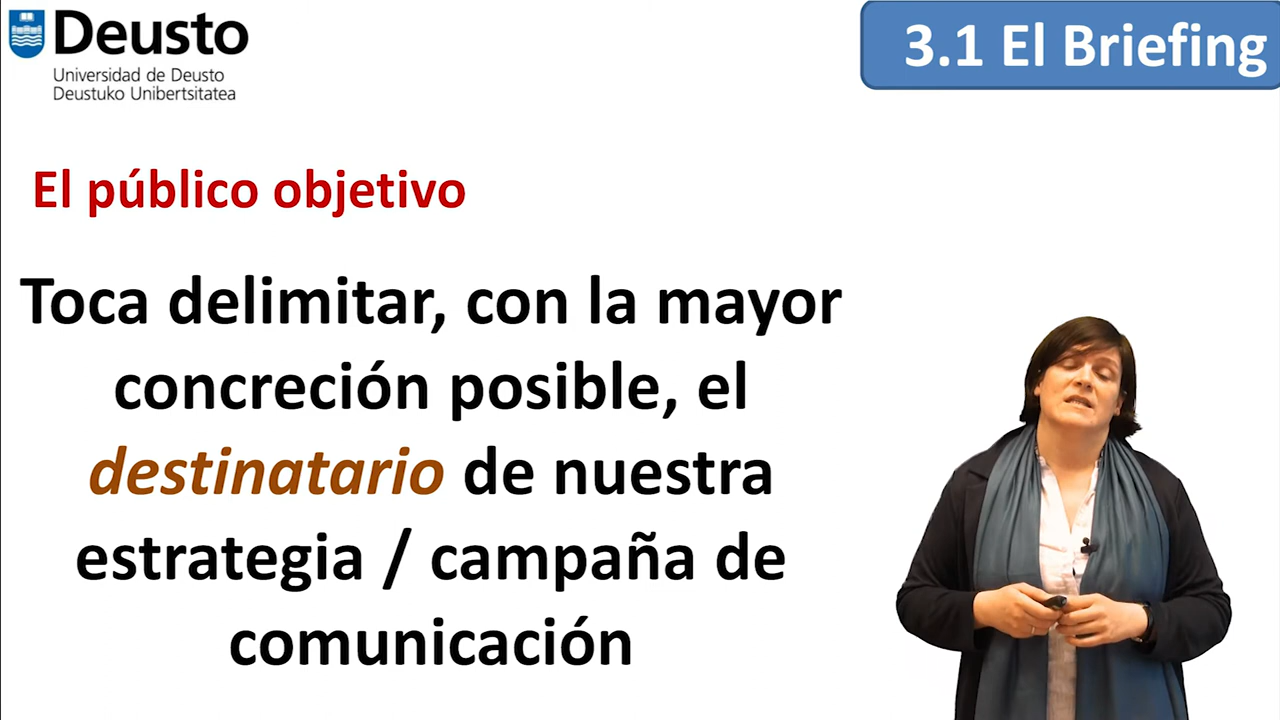 Deusto
Universidad de Deusto
Deustuko Unibertsitatea
3.1 El Briefing
El público objetivo
Toca delimitar, con la mayor
concreción posible, el
destinatario de nuestra
estrategia / campaña de
comunicación